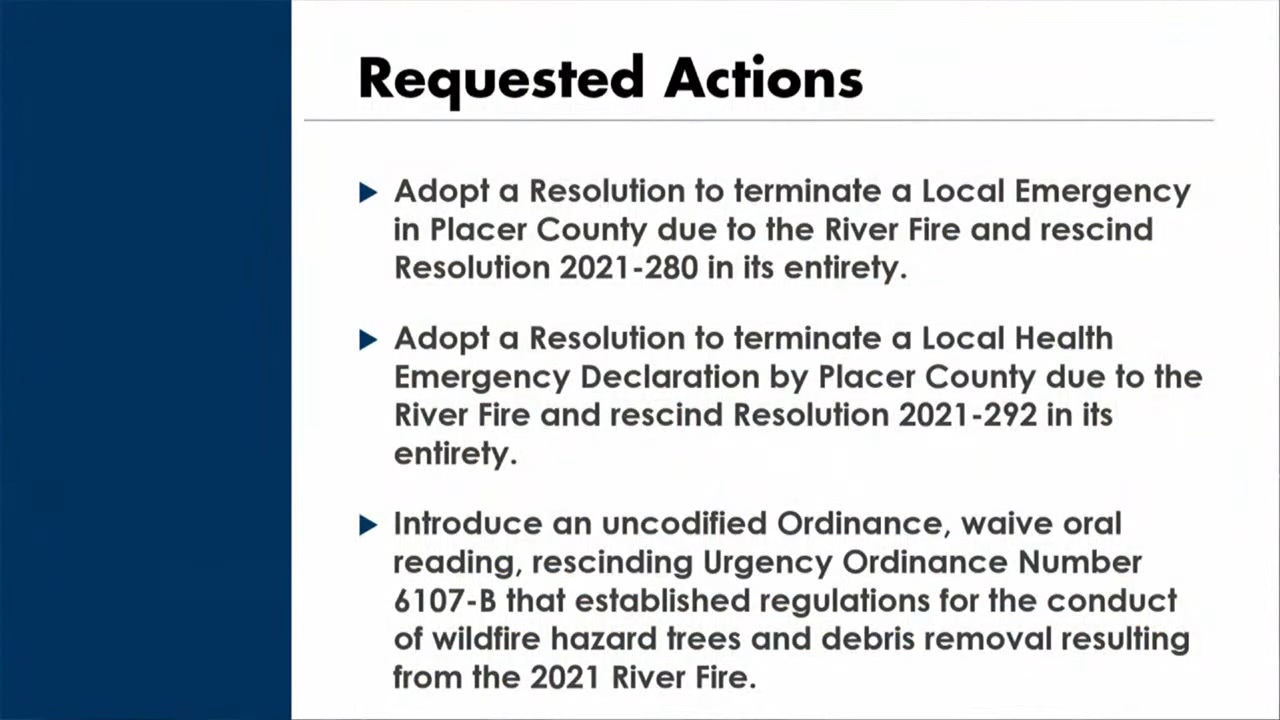 Requested Actions
Adopt a Resolution to terminate a Local Emergency
in Placer County due to the River Fire and rescind
Resolution 2021-280 in its entirety.
Adopt a Resolution to terminate a Local Health
Emergency Declaration by Placer County due to the
River Fire and rescind Resolution 2021-292 in its
entirety.
Introduce an uncodified Ordinance, waive oral
reading, rescinding Urgency Ordinance Number
6107-B that established regulations for the conduct
of wildfire hazard trees and debris removal resulting
from the 2021 River Fire.